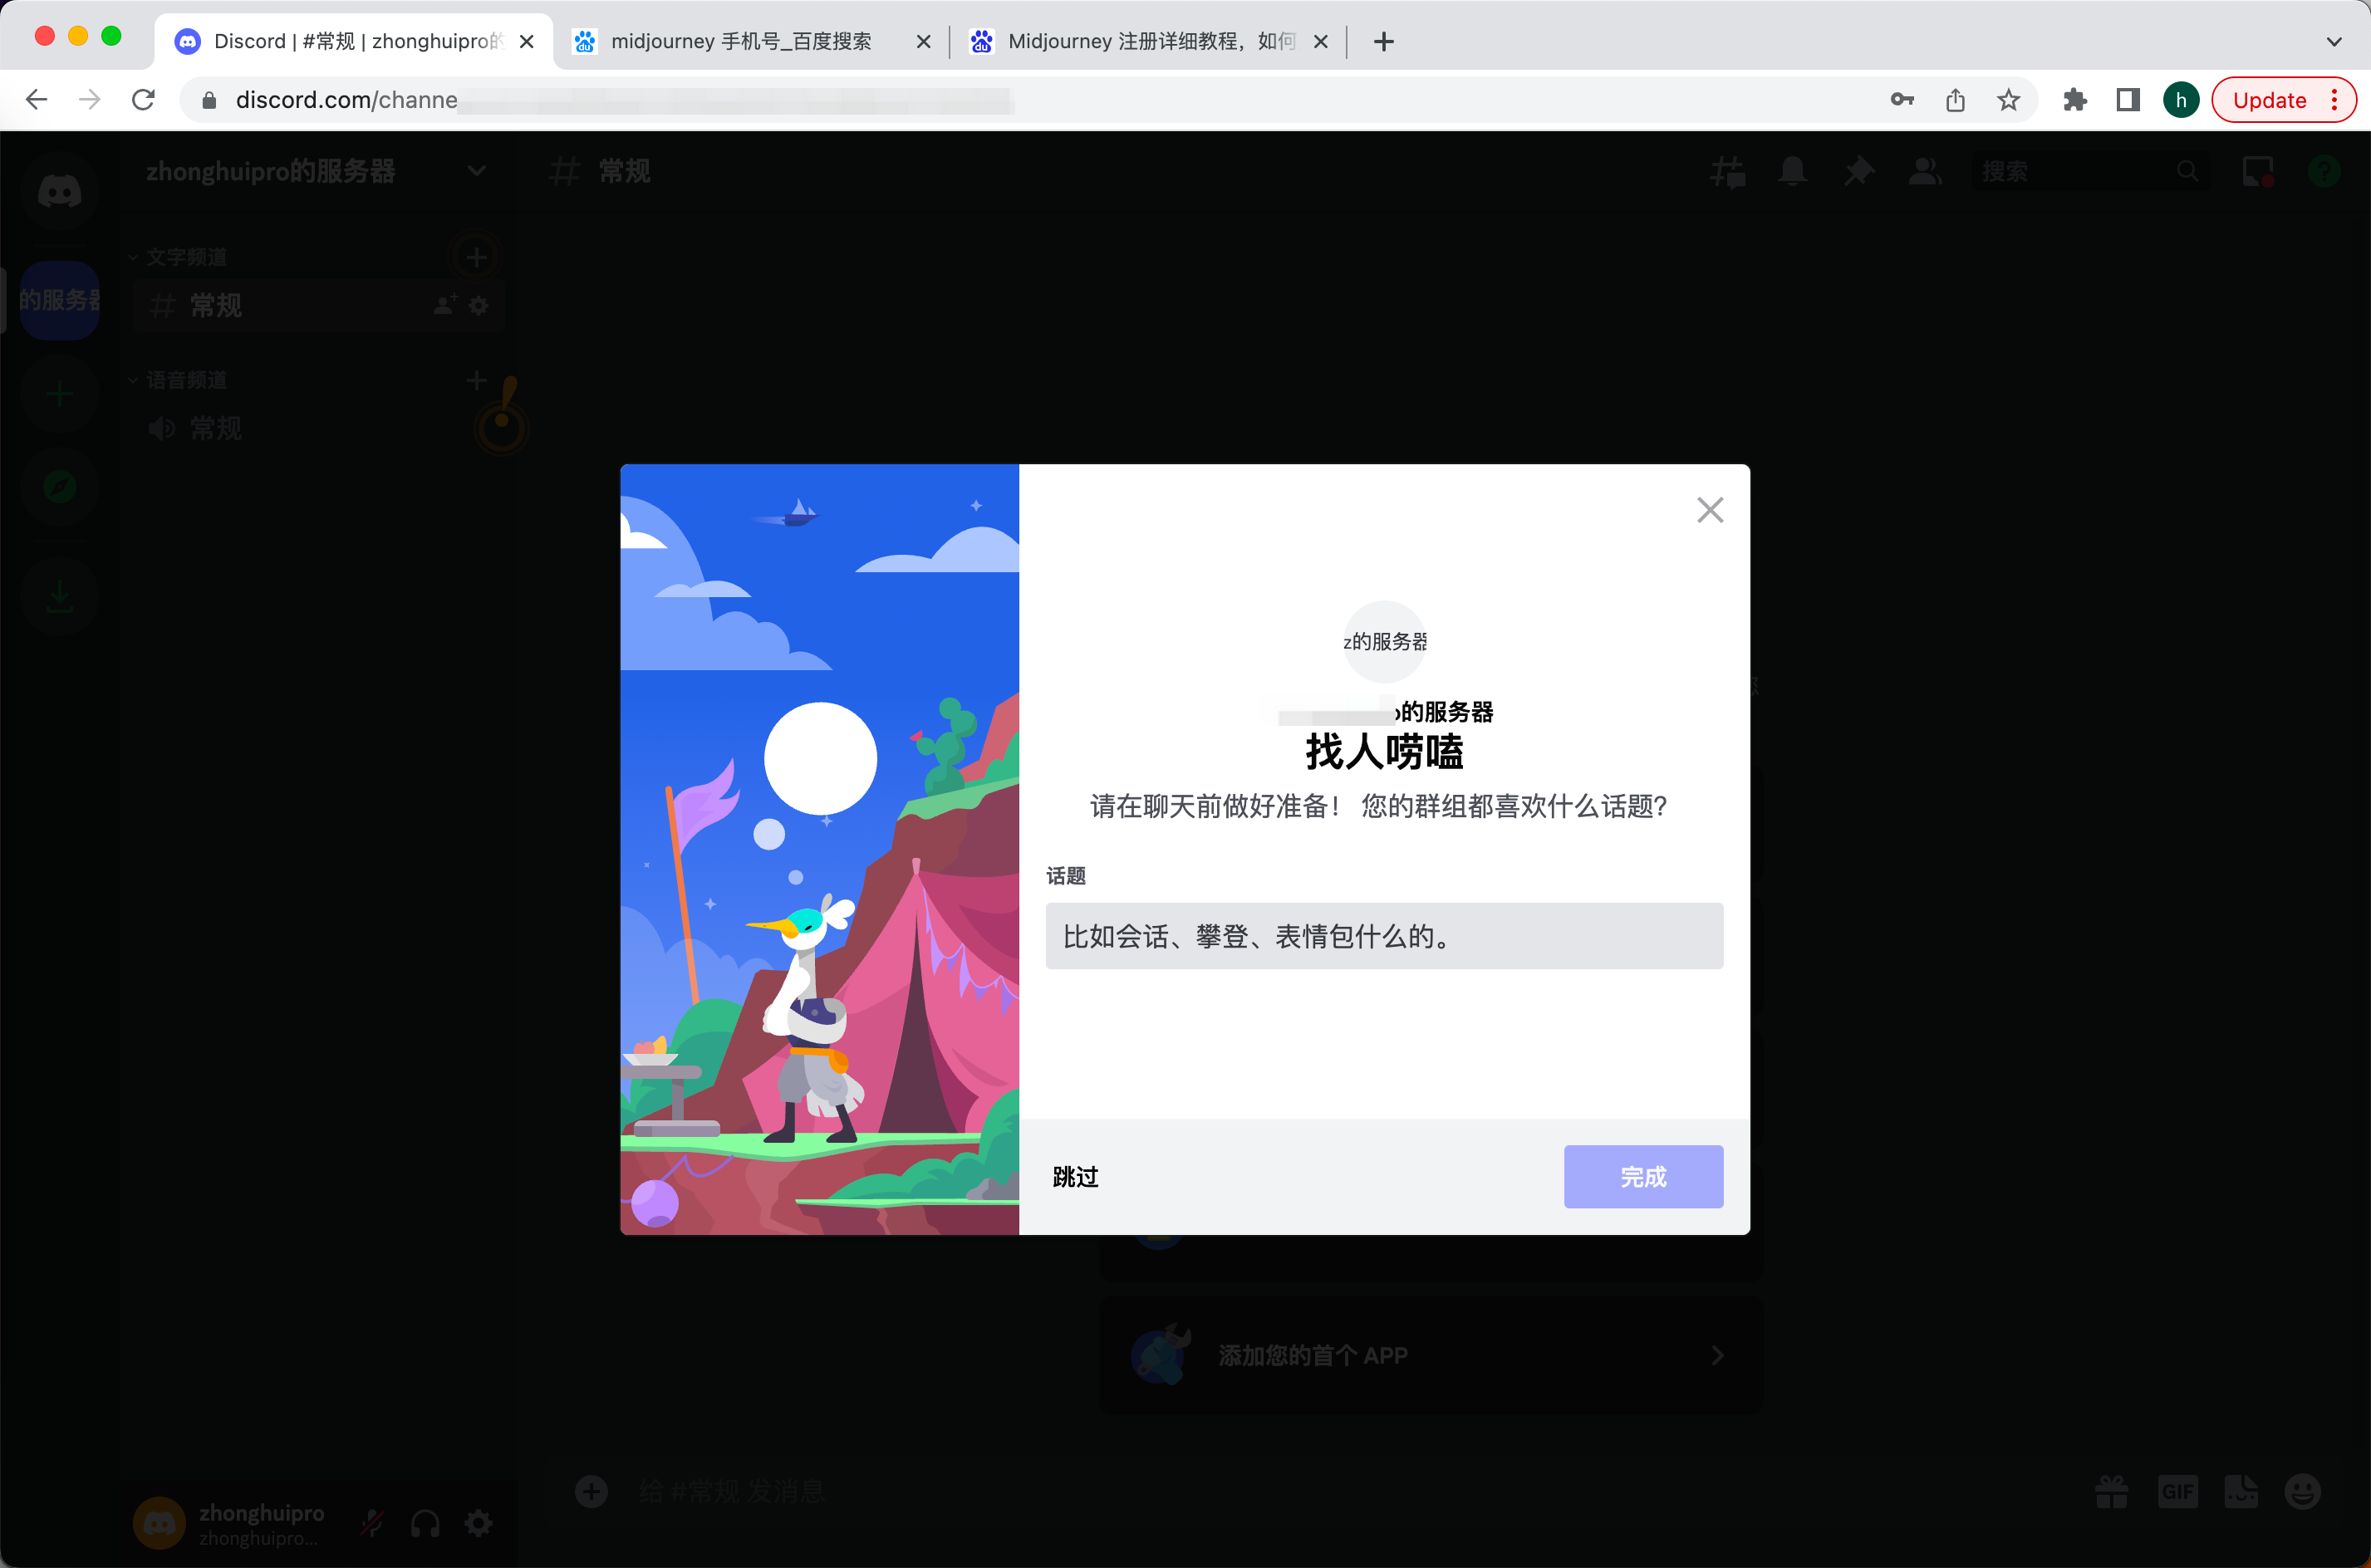 Discord | #常规 | zhonghuipro的
midjourney 手机号_百度搜索
Midjourney 注册详细教程，如何
discord.com/channe
h
Update
zhonghuipro的服务器
常规
搜索
文字频道
的服务器
常规
语音频道
常规
z的服务器
o的服务器
找人唠嗑
请在聊天前做好准备！ 您的群组都喜欢什么话题？
话题
比如会话、攀登、表情包什么的。
跳过
完成
添加您的首个 APP
给 #常规 发消息
GIF
zhonghuipro
zhonghuipro...